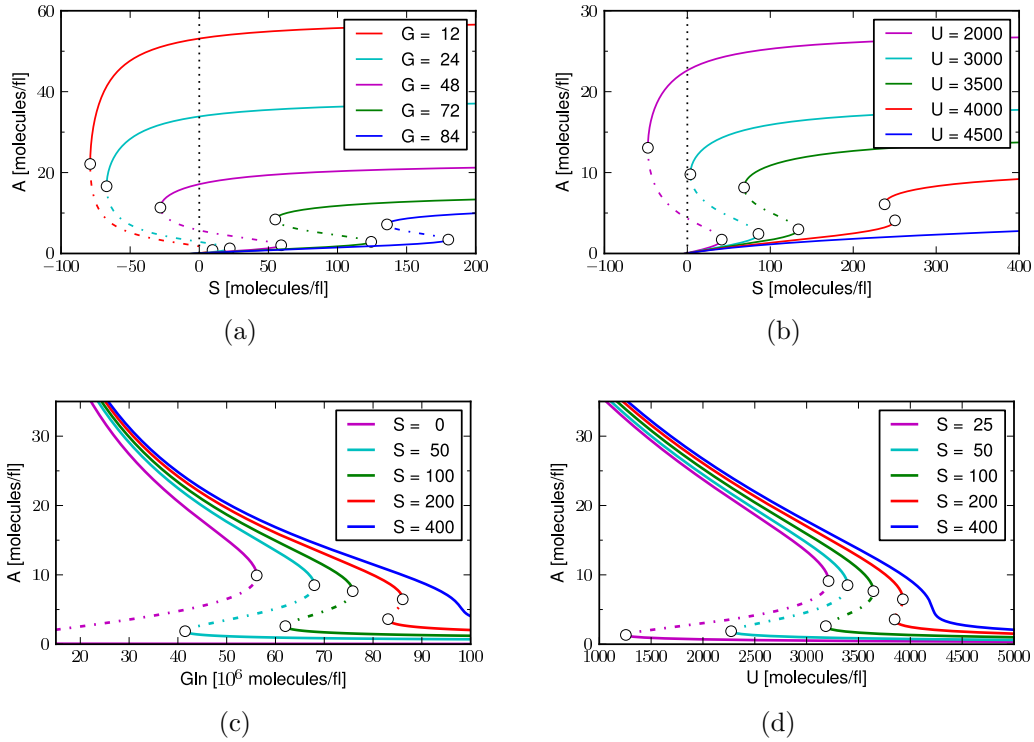 60
40
20
0
A [molecules/fl]
G = 12
G = 24
G = 48
G = 72
G = 84
−100 −50 0 50 100 150 200
S [molecules/fl]
(a)
30
20
10
0
A [molecules/fl]
U = 2000
U = 3000
U = 3500
U = 4000
U = 4500
−100 0 100 200 300 400
S [molecules/fl]
(b)
30
20
10
0
A [molecules/fl]
S = 0
S = 50
S = 100
S = 200
S = 400
20 30 40 50 60 70 80 90 100
Gln [10⁶ molecules/fl]
(c)
30
20
10
0
A [molecules/fl]
S = 25
S = 50
S = 100
S = 200
S = 400
1000 1500 2000 2500 3000 3500 4000 4500 5000
U [molecules/fl]
(d)